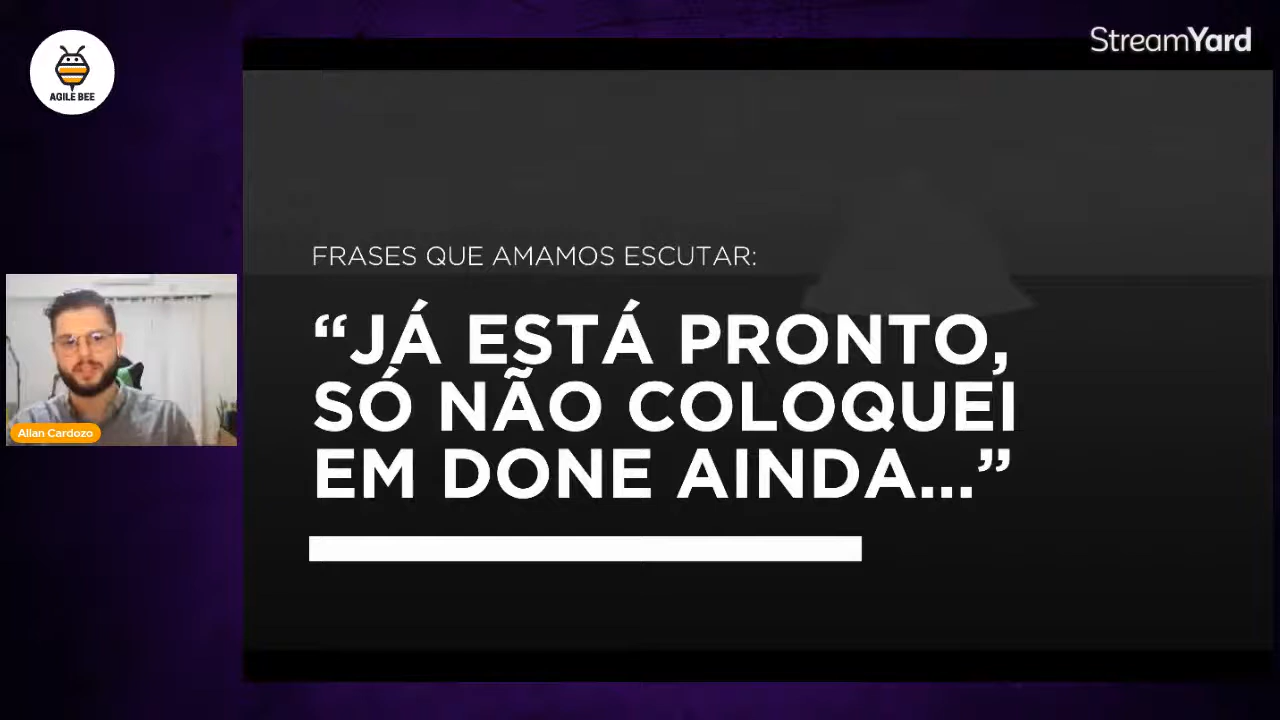 AGILE BEE
StreamYard
FRASES QUE AMAMOS ESCUTAR:
“JÁ ESTÁ PRONTO,
SÓ NÃO COLOQUEI
EM DONE AINDA...”
Allan Cardozo